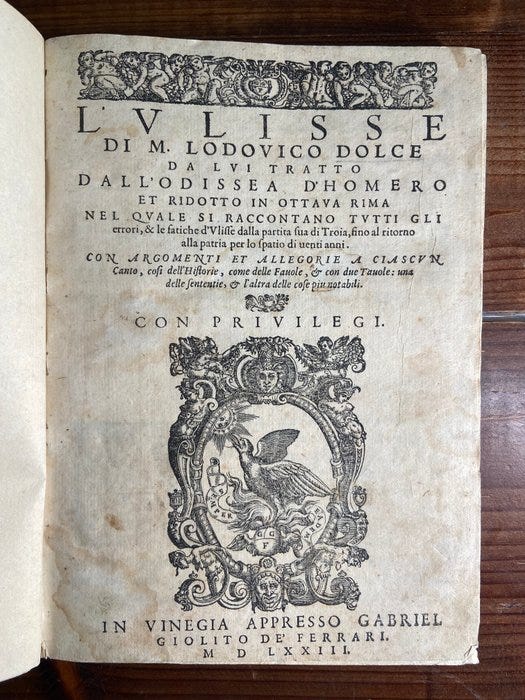 L'VLISSE
DI M. LODOVICO DOLCE
DA LVI TRATTO
DALL'ODISSEA D'HOMERO
ET RIDOTTO IN OTTAVA RIMA
NEL QVALE SI RACCONTANO TVTTI GLI
errori, & le fatiche d'Vlisse dalla partita sua di Troia, fino al ritorno
alla patria per lo spatio di uenti anni.
CON ARGOMENTI ET ALLEGORIE A CIASCVN
Canto, così dell'Historie, come delle Fauole, & con due Tauole: una
delle sententie, & l'altra delle cose piu notabili.
CON PRIVILEGI.
SEMPER
EADEM
G G
F
IN VINEGIA APPRESSO GABRIEL
GIOLITO DE' FERRARI.
M D LXXIII.